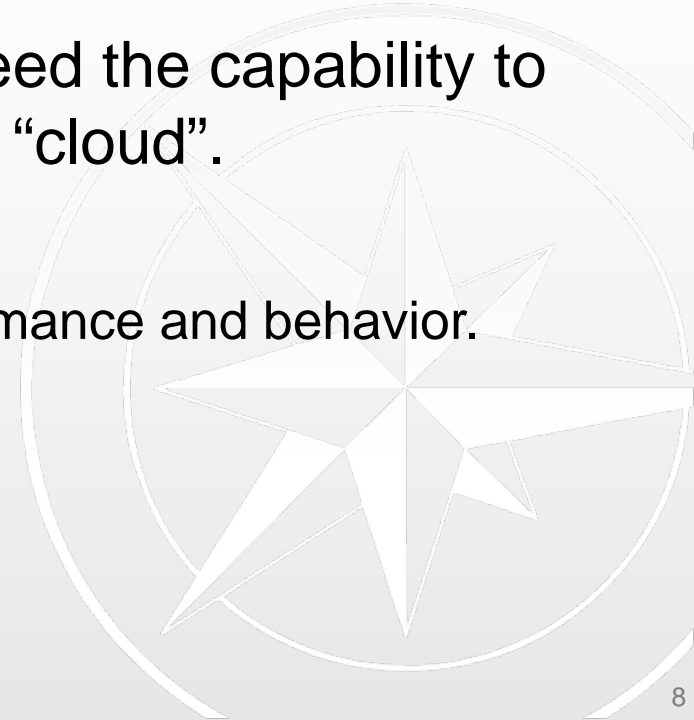 eed the capability to
“cloud”.
mance and behavior.
8